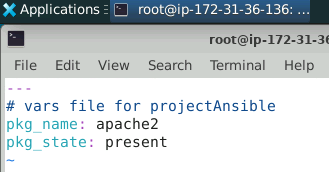 Applications root@ip-172-31-36-136: ...
root@ip-172-31-36
File Edit View Search Terminal Help
---
# vars file for projectAnsible
pkg_name: apache2
pkg_state: present
~